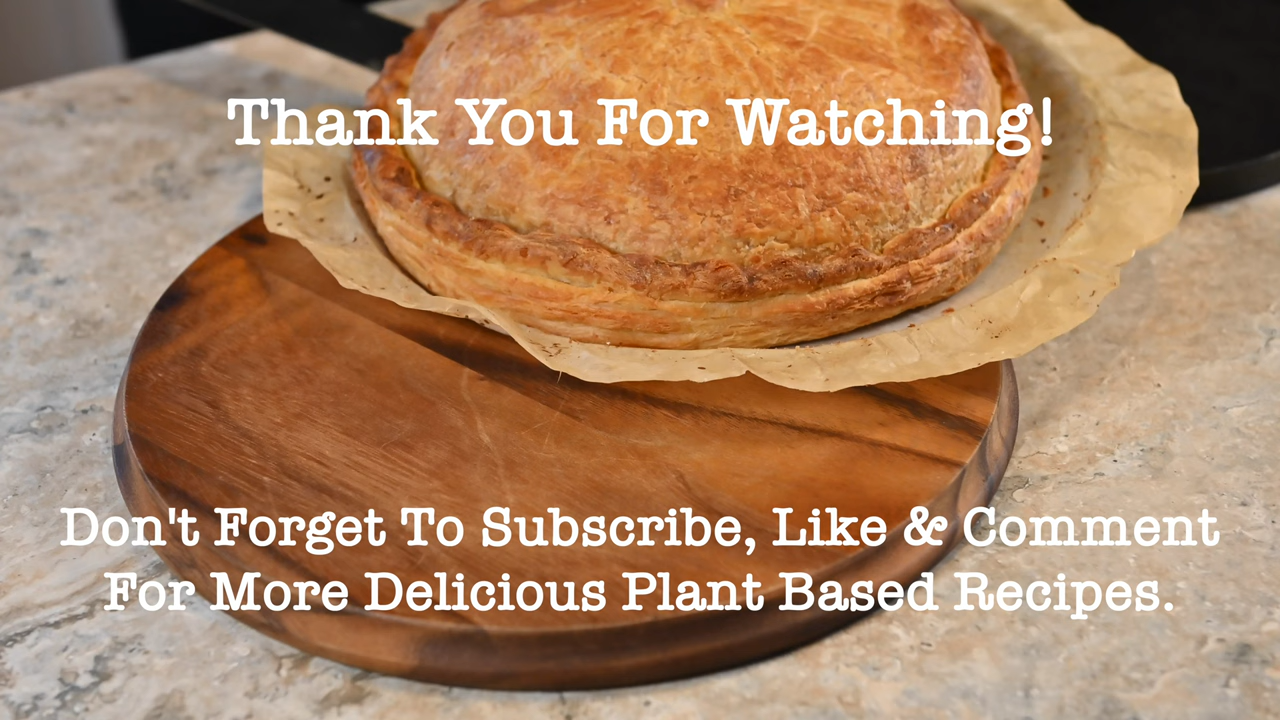 Thank You For Watching!
Don't Forget To Subscribe, Like & Comment
For More Delicious Plant Based Recipes.